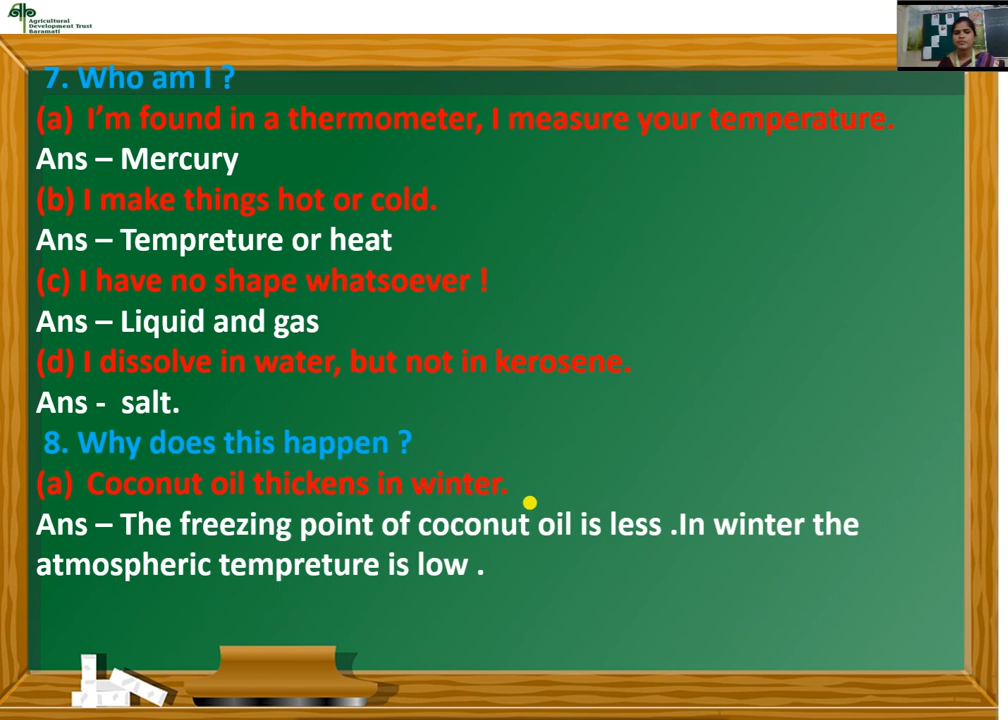 Agricultural
Development Trust
Baramati
7. Who am I ?
(a) I’m found in a thermometer, I measure your temperature.
Ans – Mercury
(b) I make things hot or cold.
Ans – Tempreture or heat
(c) I have no shape whatsoever !
Ans – Liquid and gas
(d) I dissolve in water, but not in kerosene.
Ans - salt.
8. Why does this happen ?
(a) Coconut oil thickens in winter.
Ans – The freezing point of coconut oil is less .In winter the
atmospheric tempreture is low .